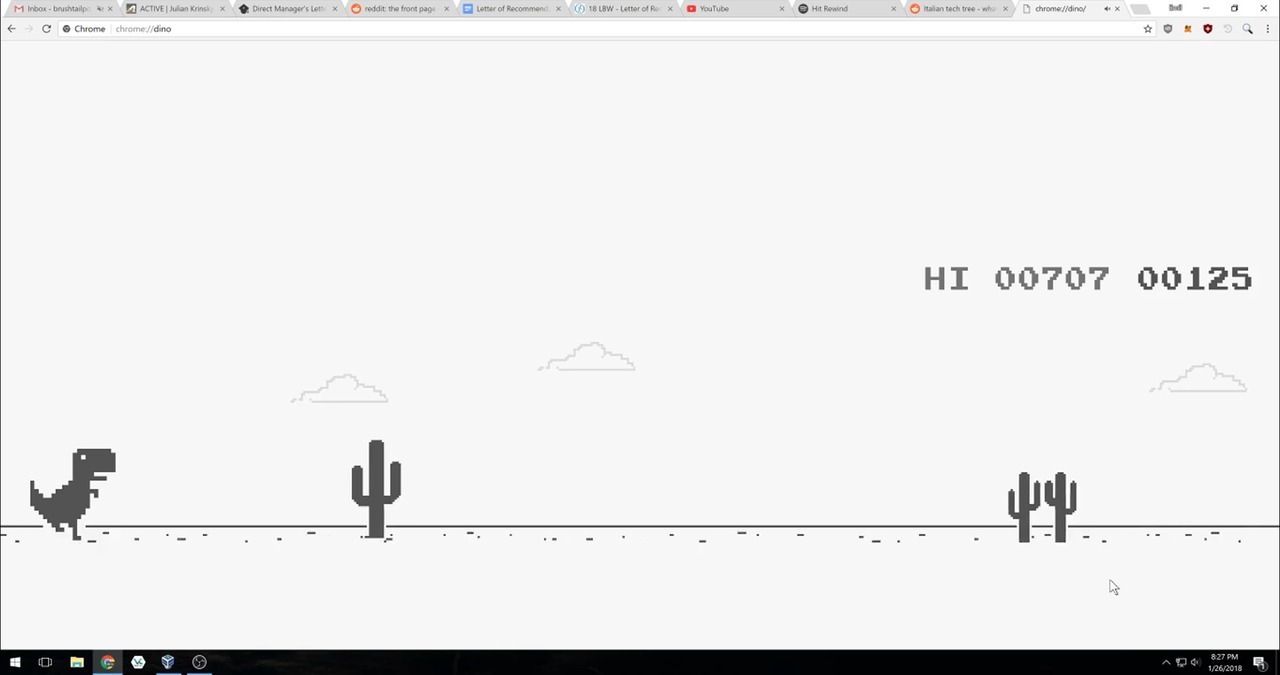 Inbox - brushtailpo
ACTIVE | Julian Krinsky
Direct Manager's Lette
reddit: the front page
Letter of Recommend
18 LBW - Letter of Re
YouTube
Hit Rewind
Italian tech tree - wha
chrome://dino/
Chrome chrome://dino
HI 00707 00125
8:27 PM
1/26/2018